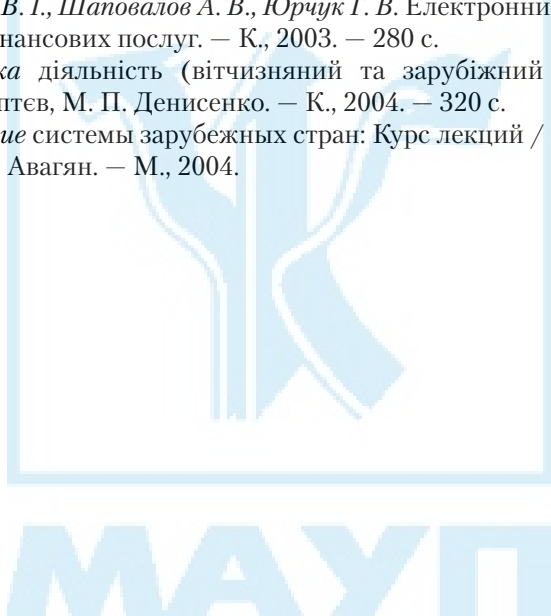 В. І., Шаповалов А. В., Юрчук Г. В. Електронни
нансових послуг. — К., 2003. — 280 с.
ка діяльність (вітчизняний та зарубіжний
птєв, М. П. Денисенко. — К., 2004. — 320 с.
ие системы зарубежных стран: Курс лекций /
Авагян. — М., 2004.
МАУП